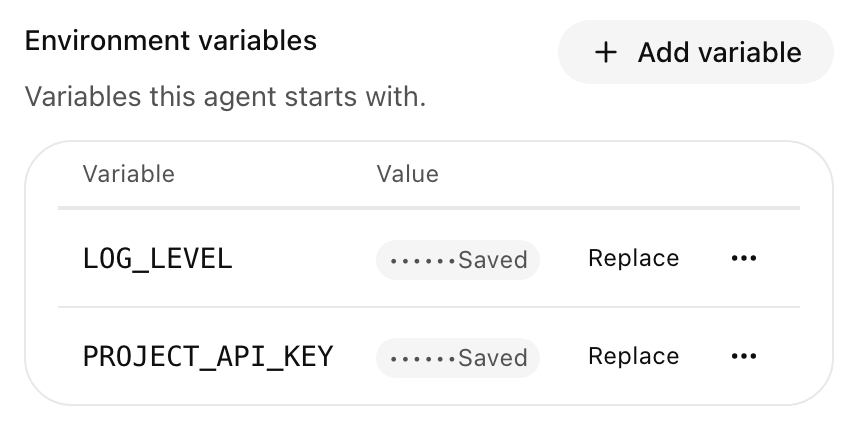 Environment variables
+ Add variable
Variables this agent starts with.
Variable Value
LOG_LEVEL ······Saved Replace ···
PROJECT_API_KEY ······Saved Replace ···